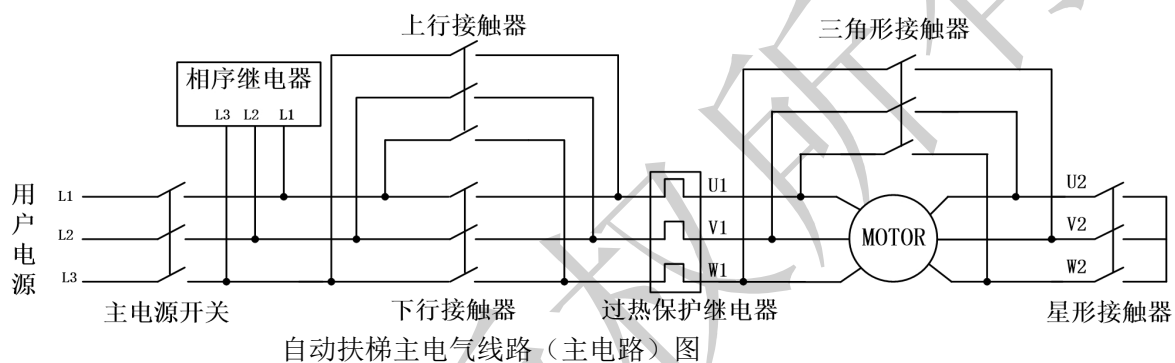 上行接触器
三角形接触器
相序继电器
L3 L2 L1
用户电源
L1
L2
L3
U1
V1
W1
MOTOR
U2
V2
W2
主电源开关
下行接触器
过热保护继电器
星形接触器
自动扶梯主电气线路（主电路）图
权所有